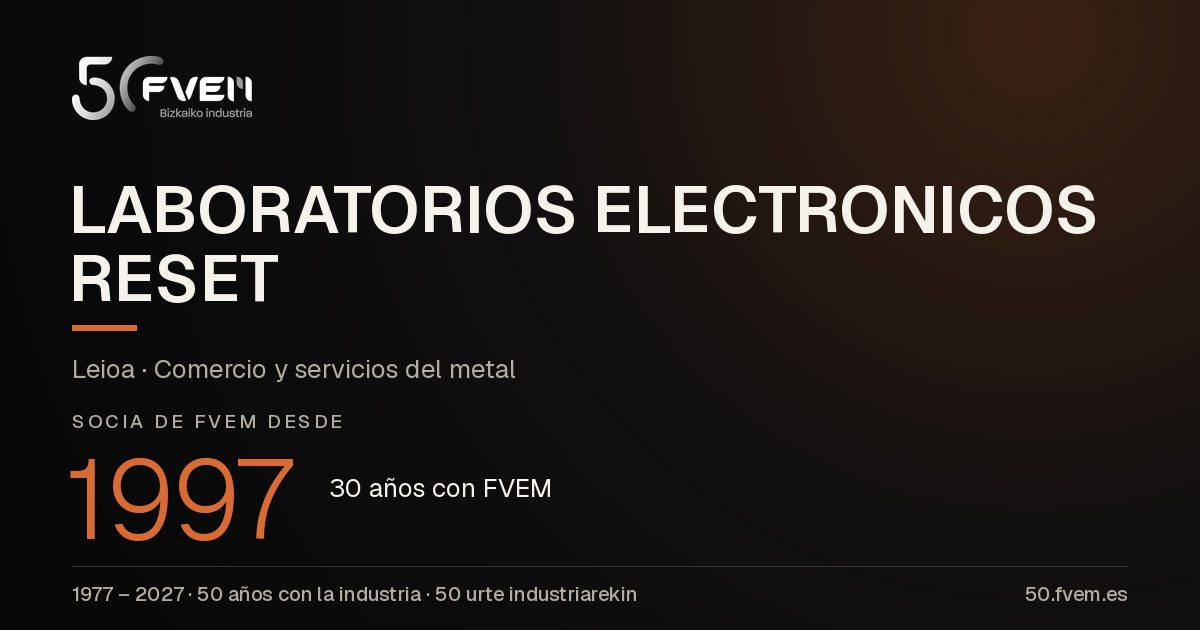 50 FVEM
Bizkaiko industria
LABORATORIOS ELECTRONICOS
RESET
Leioa · Comercio y servicios del metal
SOCIA DE FVEM DESDE
1997
30 años con FVEM
1977 – 2027 · 50 años con la industria · 50 urte industriarekin
50.fvem.es